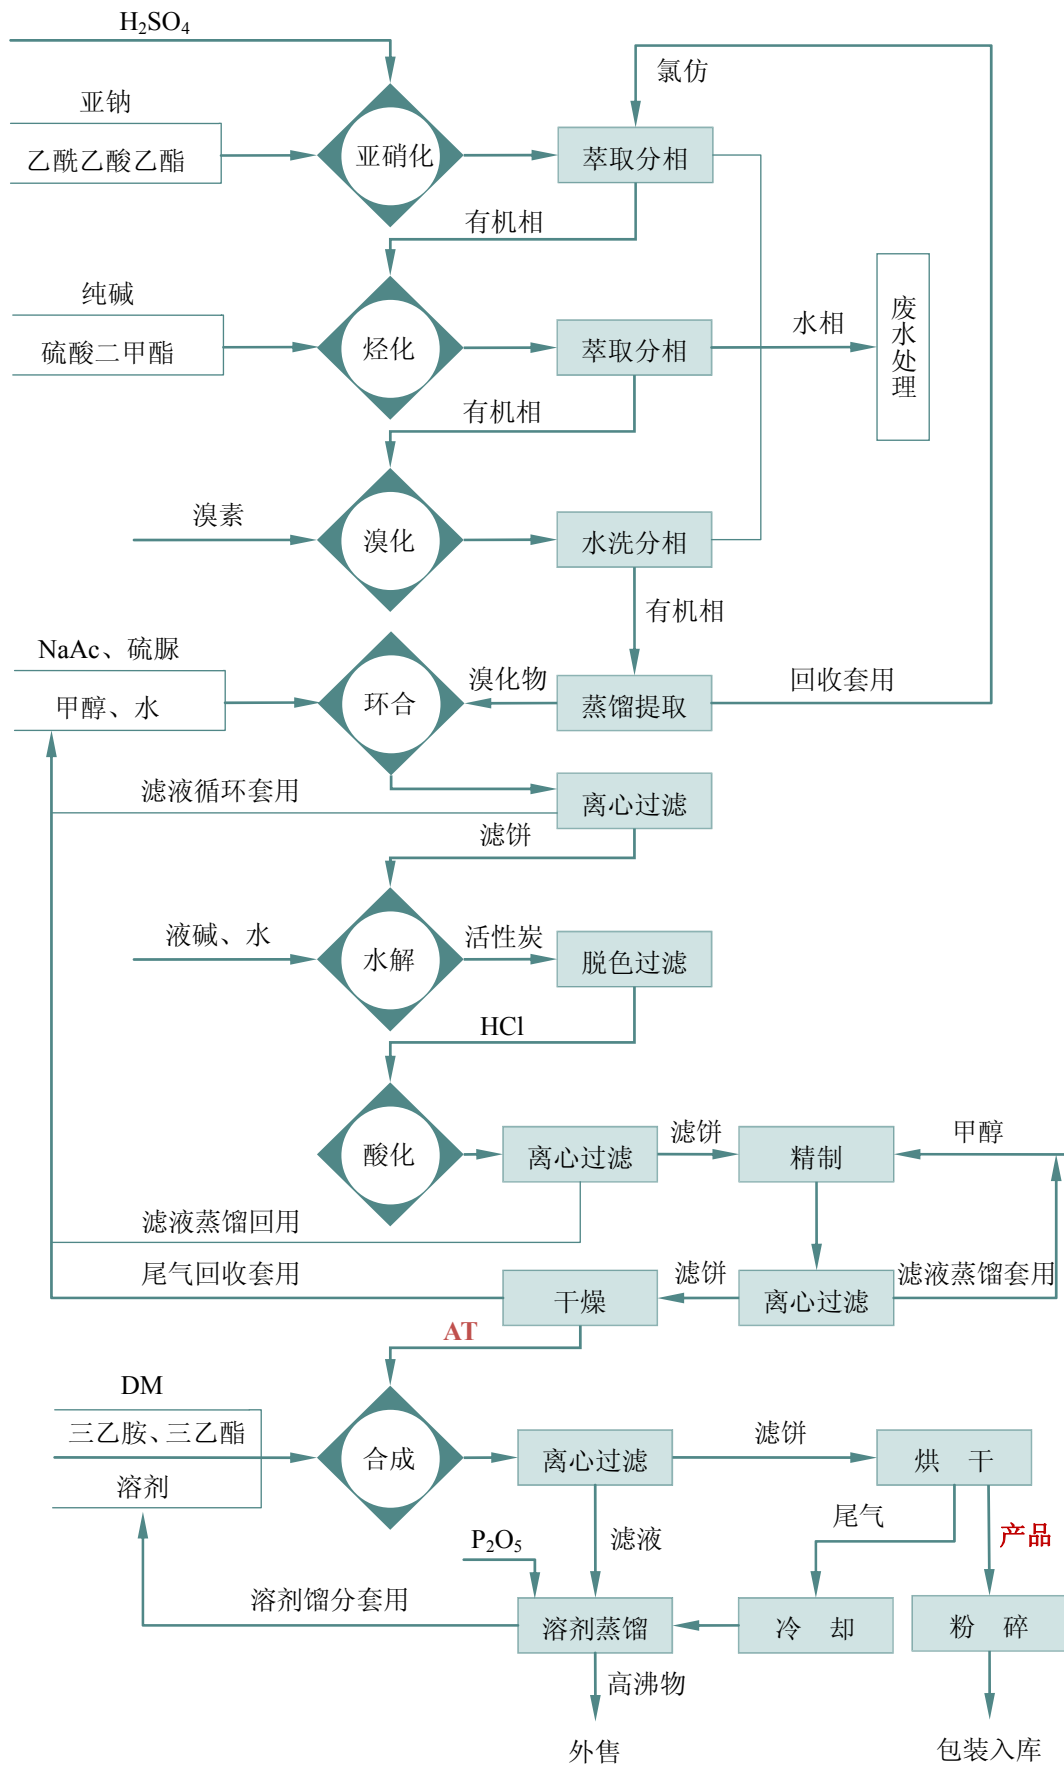 H₂SO₄
氯仿
亚钠
乙酰乙酸乙酯
亚硝化
萃取分相
有机相
纯碱
硫酸二甲酯
烃化
萃取分相
水相
废水处理
有机相
溴素
溴化
水洗分相
有机相
NaAc、硫脲
甲醇、水
环合
溴化物
蒸馏提取
回收套用
滤液循环套用
离心过滤
滤饼
液碱、水
水解
活性炭
脱色过滤
HCl
酸化
离心过滤
滤饼
精制
甲醇
滤液蒸馏回用
尾气回收套用
干燥
滤饼
离心过滤
滤液蒸馏套用
AT
DM
三乙胺、三乙酯
溶剂
合成
离心过滤
滤饼
烘 干
尾气
产品
P₂O₅
滤液
溶剂馏分套用
溶剂蒸馏
冷 却
粉 碎
高沸物
外售
包装入库